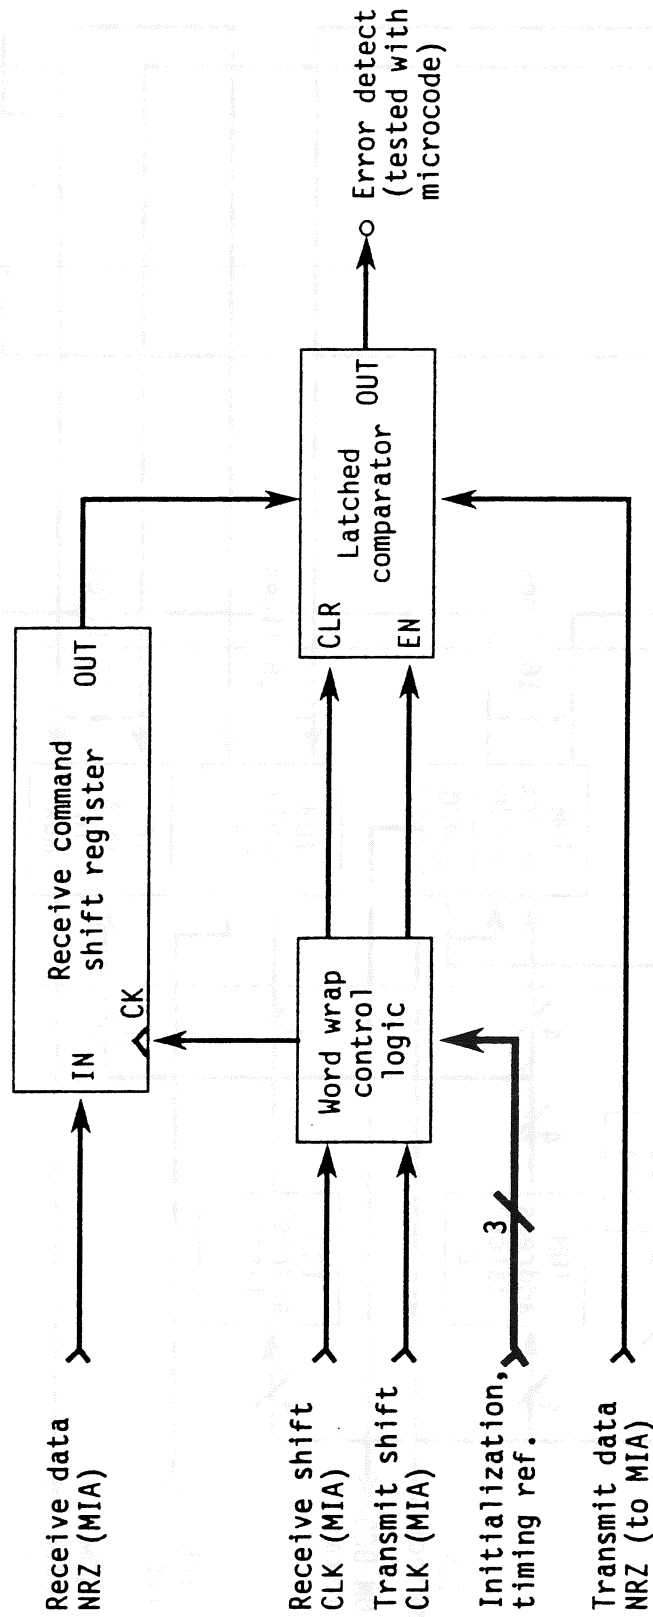 Receive data
NRZ (MIA)
IN
CK
Receive command
shift register
OUT
Receive shift
CLK (MIA)
Transmit shift
CLK (MIA)
Word wrap
control
logic
CLR
EN
Latched
comparator
OUT
Error detect
(tested with
microcode)
Initialization,
timing ref.
3
Transmit data
NRZ (to MIA)